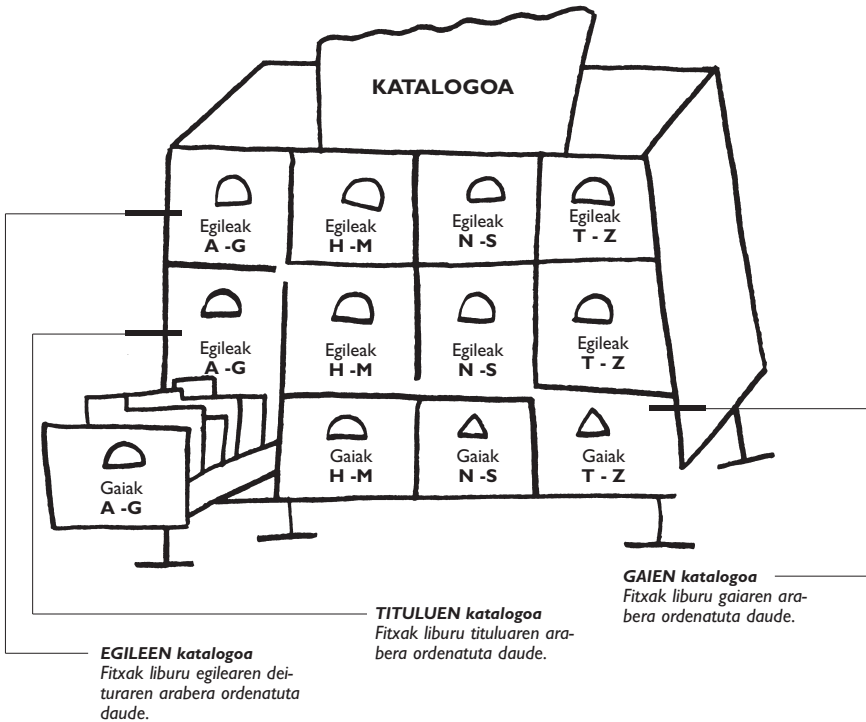 KATALOGOA
Egileak
A -G
Egileak
H -M
Egileak
N -S
Egileak
T - Z
Egileak
A -G
Egileak
H -M
Egileak
N -S
Egileak
T - Z
Gaiak
A -G
Gaiak
H -M
Gaiak
N -S
Gaiak
T - Z
GAIEN katalogoa
Fitxak liburu gaiaren ara-
bera ordenatuta daude.
TITULUEN katalogoa
Fitxak liburu tituluaren ara-
bera ordenatuta daude.
EGILEEN katalogoa
Fitxak liburu egilearen dei-
turaren arabera ordenatuta
daude.